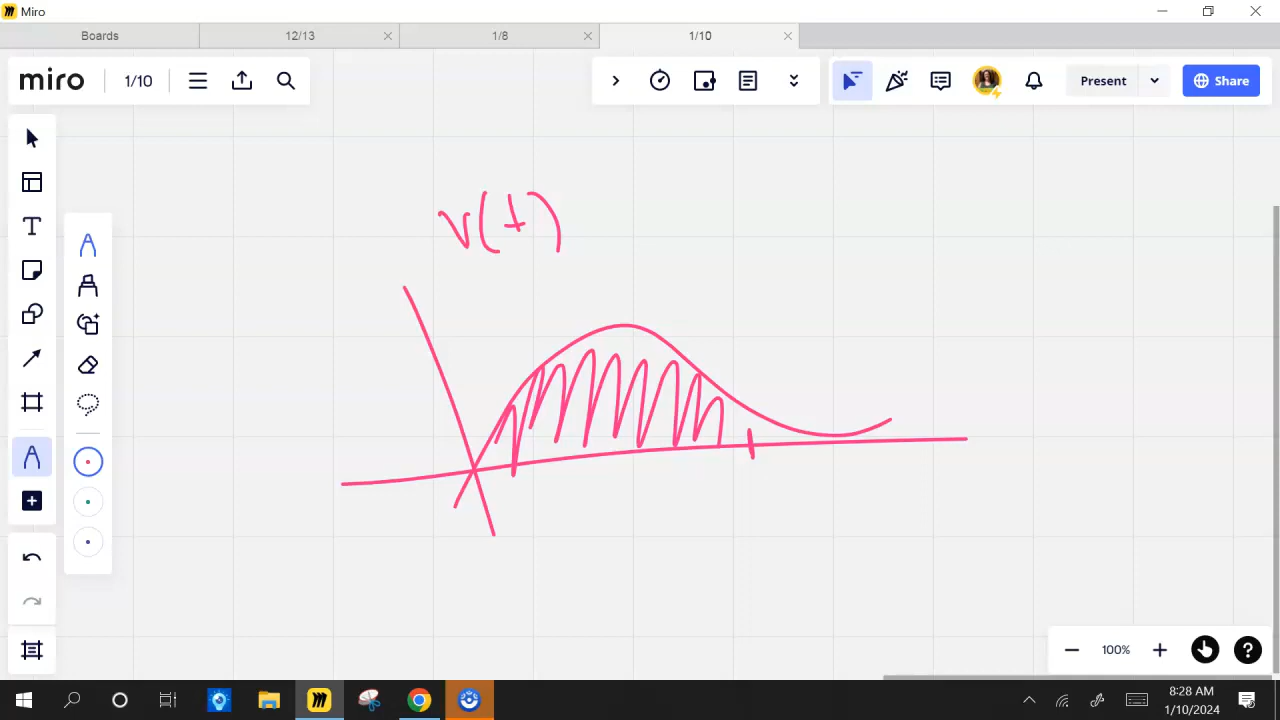 Miro
Boards
12/13
1/8
1/10
miro
1/10
Present
Share
v(t)
100%
8:28 AM
1/10/2024